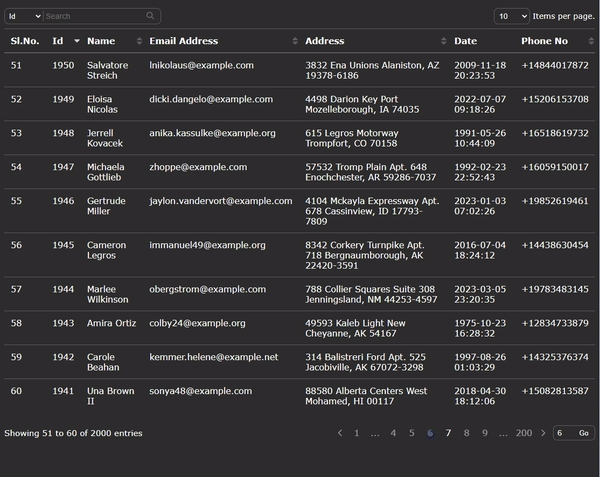 Id Search 10 Items per page.
Sl.No. Id Name Email Address Address Date Phone No
51 1950 Salvatore Streich lnikolaus@example.com 3832 Ena Unions Alaniston, AZ 19378-6186 2009-11-18 20:23:53 +14844017872
52 1949 Eloisa Nicolas dicki.dangelo@example.com 4498 Darion Key Port Mozelleborough, IA 74035 2022-07-07 09:18:26 +15206153708
53 1948 Jerrell Kovacek anika.kassulke@example.org 615 Legros Motorway Trompfort, CO 70158 1991-05-26 10:44:09 +16518619732
54 1947 Michaela Gottlieb zhoppe@example.com 57532 Tromp Plain Apt. 648 Enochchester, AR 59286-7037 1992-02-23 22:52:43 +16059150017
55 1946 Gertrude Miller jaylon.vandervort@example.com 4104 Mckayla Expressway Apt. 678 Cassinview, ID 17793-7809 2023-01-03 07:02:26 +19852619461
56 1945 Cameron Legros immanuel49@example.org 8342 Corkery Turnpike Apt. 718 Bergnaumborough, AK 22420-3591 2016-07-04 18:24:12 +14438630454
57 1944 Marlee Wilkinson obergstrom@example.com 788 Collier Squares Suite 308 Jenningsland, NM 44253-4597 2023-03-05 23:20:35 +19783483145
58 1943 Amira Ortiz colby24@example.org 49593 Kaleb Light New Cheyanne, AK 54167 1975-10-23 16:28:32 +12834733879
59 1942 Carole Beahan kemmer.helene@example.net 314 Balistreri Ford Apt. 525 Jacobiville, AK 67072-3298 1997-08-26 01:03:29 +14325376374
60 1941 Una Brown II sonya48@example.com 88580 Alberta Centers West Mohamed, HI 00117 2018-04-30 18:12:06 +15082813587
Showing 51 to 60 of 2000 entries 1 ... 4 5 6 7 8 9 ... 200 6 Go